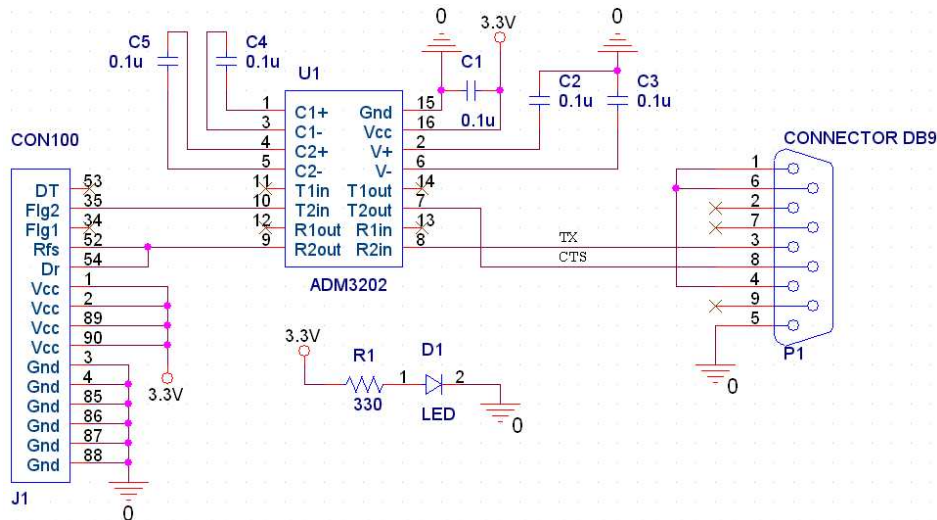 0
3.3V
0
C5
0.1u
C4
0.1u
C1
0.1u
C2
0.1u
C3
0.1u
U1
1 C1+ Gnd 15
3 C1- Vcc 16
4 C2+ V+ 2
5 C2- V- 6
11 T1in T1out 14
10 T2in T2out 7
12 R1out R1in 13
9 R2out R2in 8
ADM3202
CON100
DT 53
Flg2 35
Flg1 34
Rfs 52
Dr 54
Vcc 1
Vcc 2
Vcc 89
Vcc 90
Gnd 3
Gnd 4
Gnd 85
Gnd 86
Gnd 87
Gnd 88
J1
3.3V
0
TX
CTS
CONNECTOR DB9
1
6
2
7
3
8
4
9
5
P1
0
3.3V
R1
330
1
D1
2
LED
0